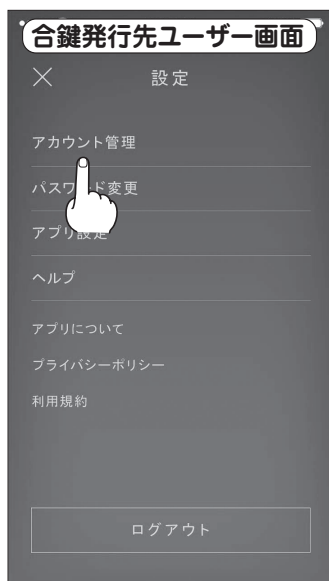 合鍵発行先ユーザー画面
設定
アカウント管理
パスワード変更
アプリ設定
ヘルプ
アプリについて
プライバシーポリシー
利用規約
ログアウト